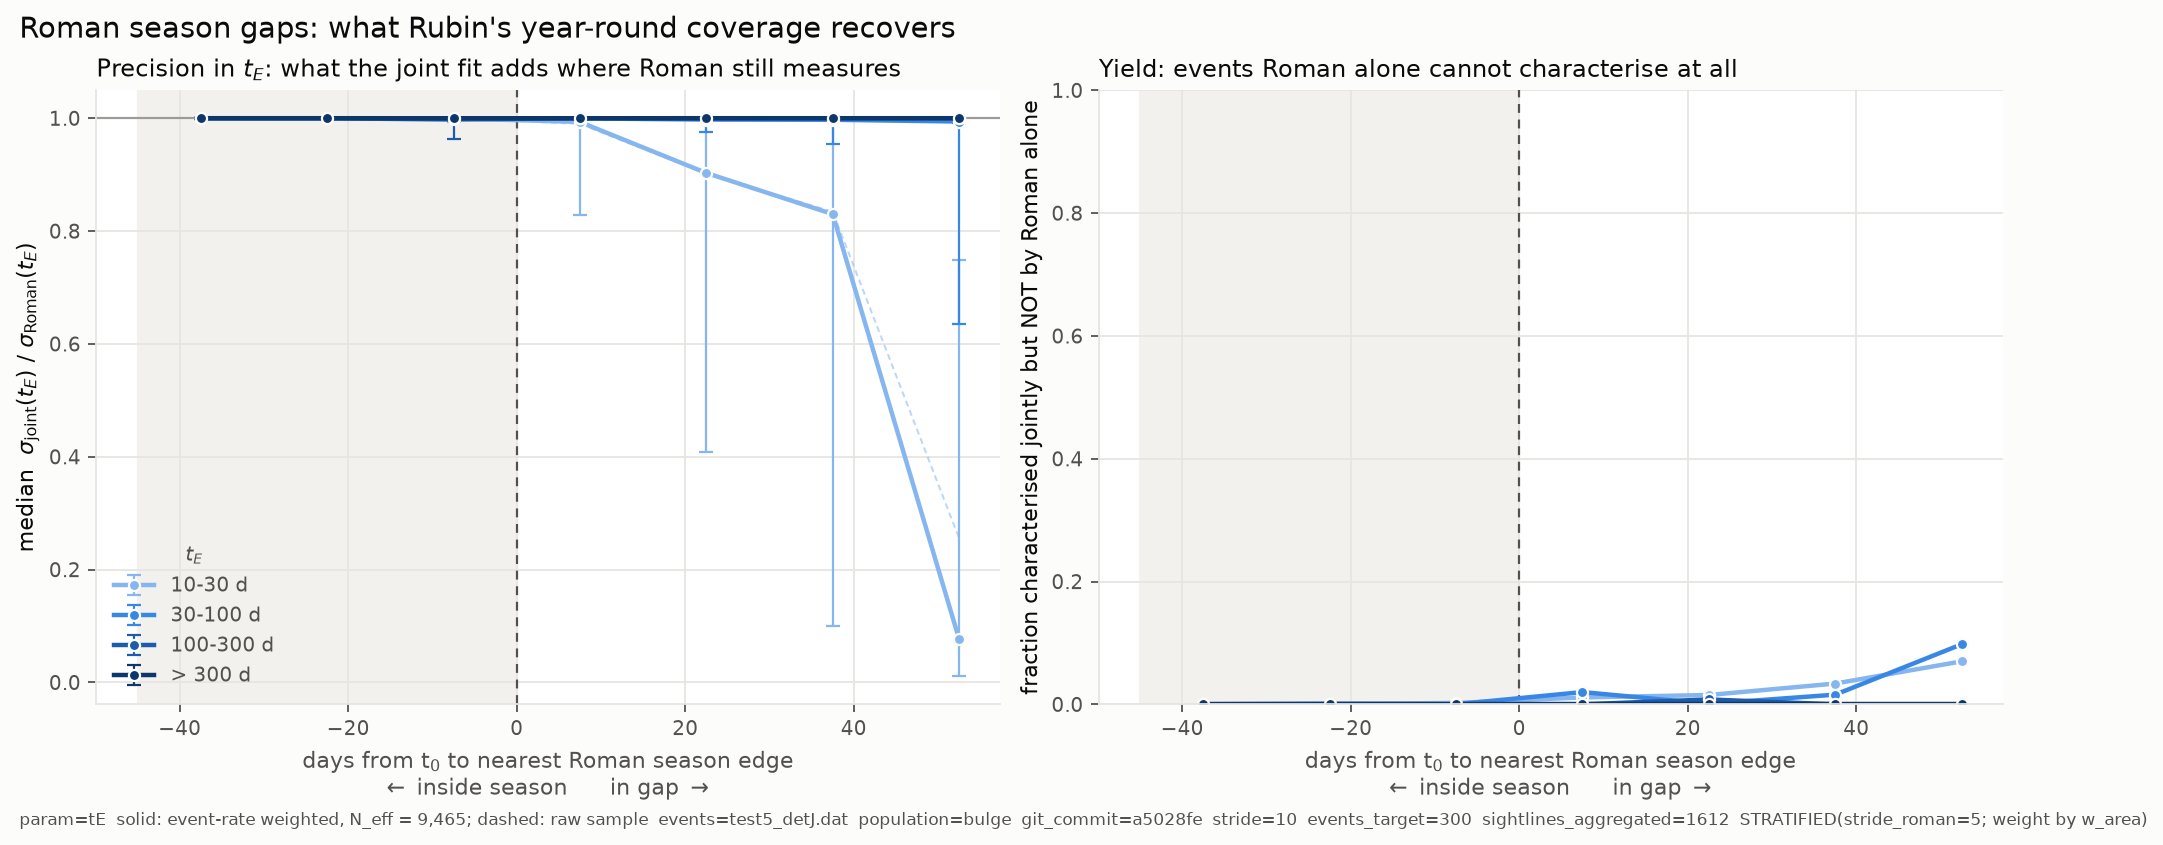 Roman season gaps: what Rubin's year-round coverage recovers
Precision in t_E: what the joint fit adds where Roman still measures
median σ_joint(t_E) / σ_Roman(t_E)
1.0
0.8
0.6
0.4
0.2
0.0
t_E
10-30 d
30-100 d
100-300 d
> 300 d
−40
−20
0
20
40
days from t₀ to nearest Roman season edge
← inside season in gap →
Yield: events Roman alone cannot characterise at all
fraction characterised jointly but NOT by Roman alone
1.0
0.8
0.6
0.4
0.2
0.0
−40
−20
0
20
40
days from t₀ to nearest Roman season edge
← inside season in gap →
param=tE solid: event-rate weighted, N_eff = 9,465; dashed: raw sample events=test5_detJ.dat population=bulge git_commit=a5028fe stride=10 events_target=300 sightlines_aggregated=1612 STRATIFIED(stride_roman=5; weight by w_area)